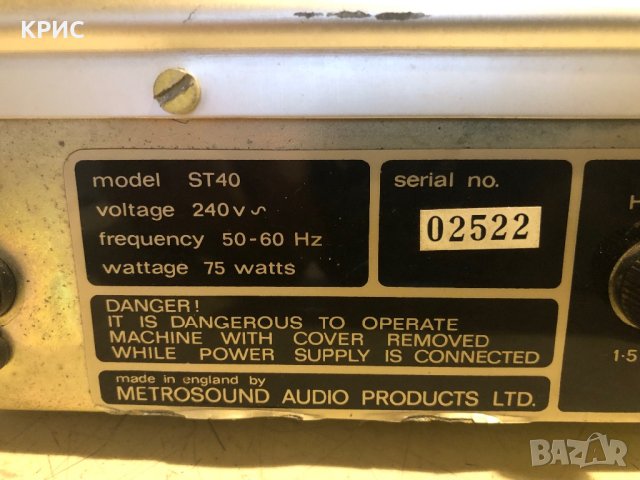 КРИС
model ST40
voltage 240v ~
frequency 50-60 Hz
wattage 75 watts
serial no.
02522
DANGER!
IT IS DANGEROUS TO OPERATE
MACHINE WITH COVER REMOVED
WHILE POWER SUPPLY IS CONNECTED
made in england by
METROSOUND AUDIO PRODUCTS LTD.
H
1·5
BAZAR